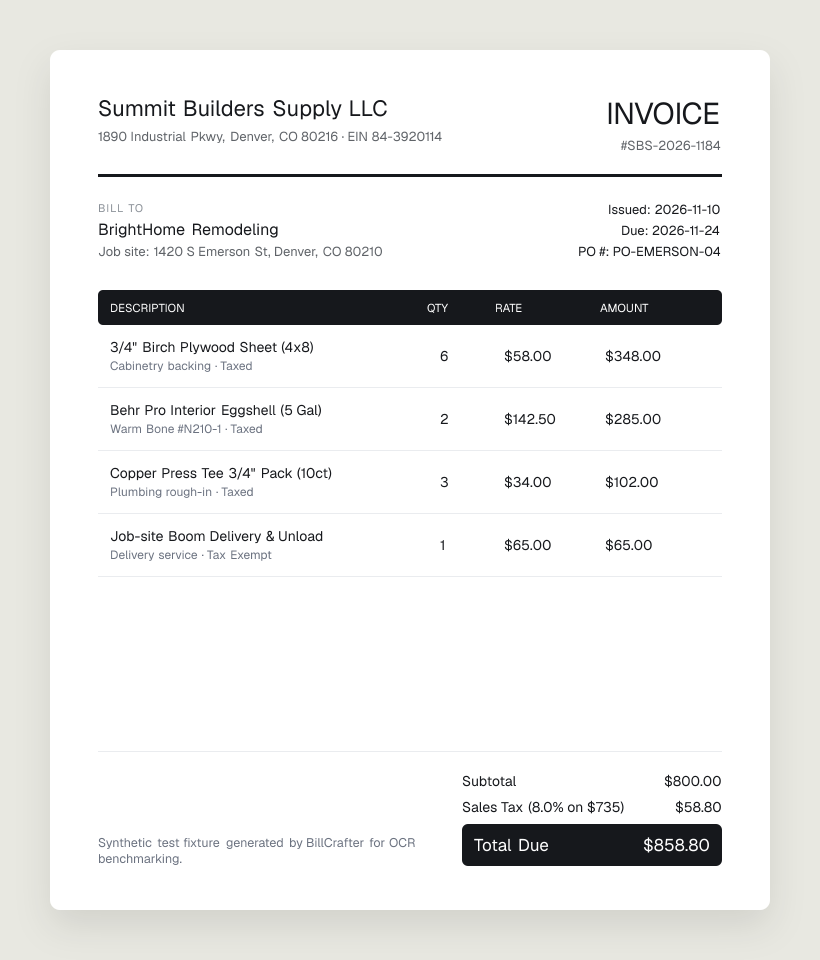 Summit Builders Supply LLC
INVOICE
1890 Industrial Pkwy, Denver, CO 80216 · EIN 84-3920114
#SBS-2026-1184
BILL TO
Issued: 2026-11-10
BrightHome Remodeling
Due: 2026-11-24
Job site: 1420 S Emerson St, Denver, CO 80210
PO #: PO-EMERSON-04
DESCRIPTION QTY RATE AMOUNT
3/4" Birch Plywood Sheet (4x8) 6 $58.00 $348.00
Cabinetry backing · Taxed
Behr Pro Interior Eggshell (5 Gal) 2 $142.50 $285.00
Warm Bone #N210-1 · Taxed
Copper Press Tee 3/4" Pack (10ct) 3 $34.00 $102.00
Plumbing rough-in · Taxed
Job-site Boom Delivery & Unload 1 $65.00 $65.00
Delivery service · Tax Exempt
Subtotal $800.00
Sales Tax (8.0% on $735) $58.80
Total Due $858.80
Synthetic test fixture generated by BillCrafter for OCR
benchmarking.